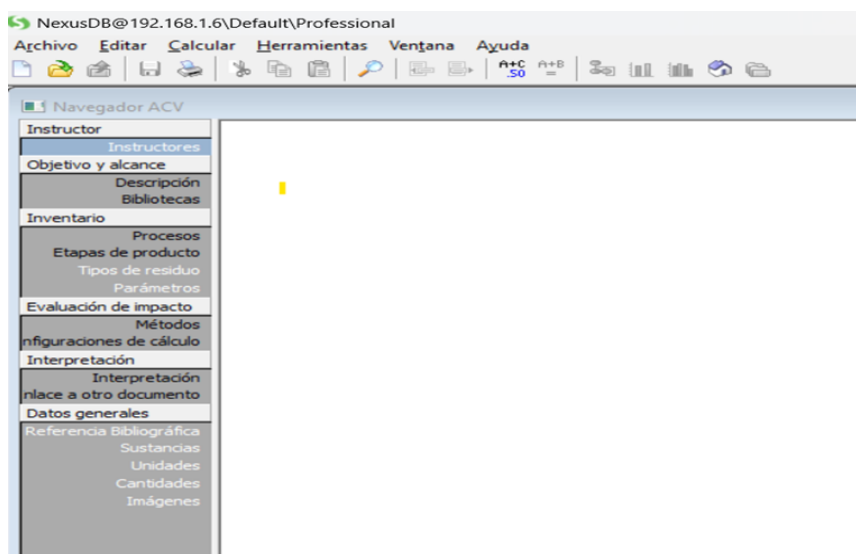 NexusDB@192.168.1.6\Default\Professional
Archivo Editar Calcular Herramientas Ventana Ayuda
A+C
.50
A+B
=
Navegador ACV
Instructor
Instructores
Objetivo y alcance
Descripción
Bibliotecas
Inventario
Procesos
Etapas de producto
Tipos de residuo
Parámetros
Evaluación de impacto
Métodos
nfiguraciones de cálculo
Interpretación
Interpretación
nlace a otro documento
Datos generales
Referencia Bibliográfica
Sustancias
Unidades
Cantidades
Imágenes